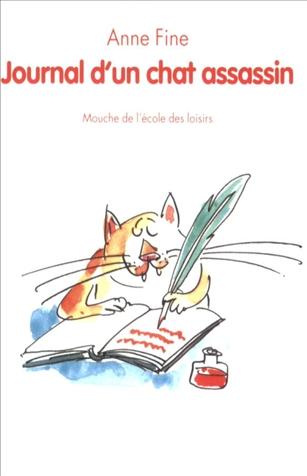 Anne Fine
Journal d'un chat assassin
Mouche de l'école des loisirs